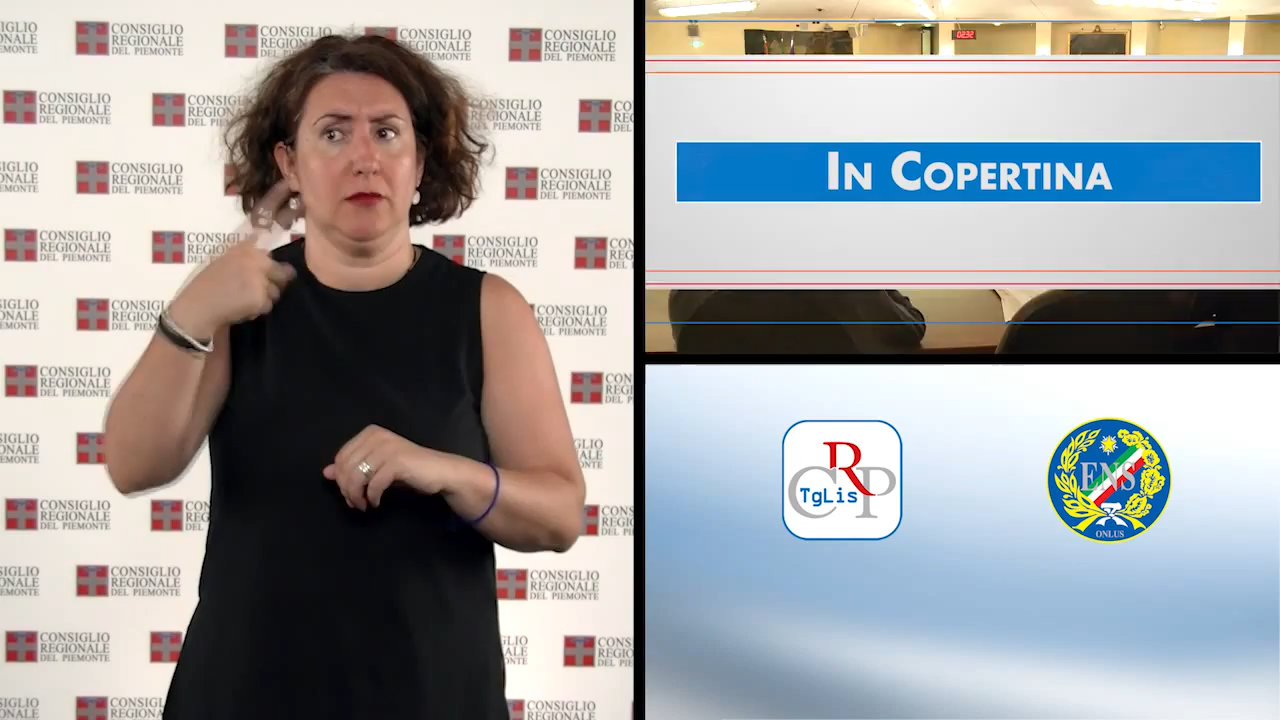 CONSIGLIO
REGIONALE
DEL PIEMONTE
0232
IN COPERTINA
CRP
TgLis
ENS
ONLUS